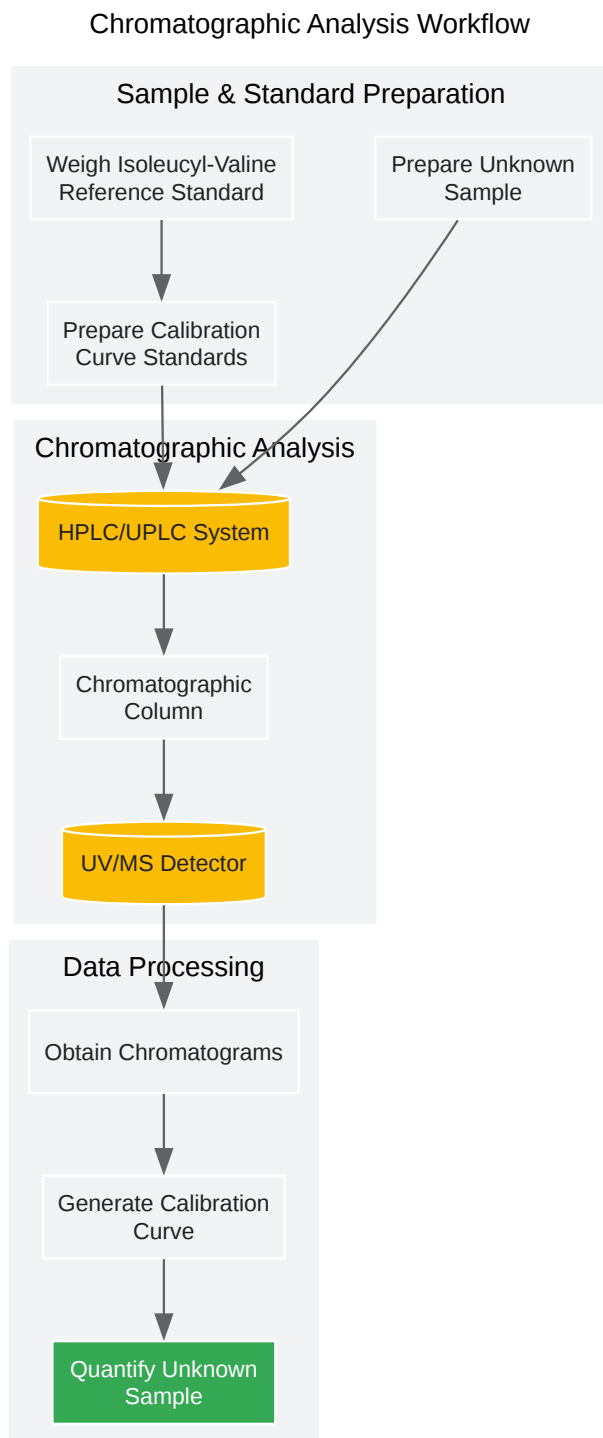 Chromatographic Analysis Workflow
Sample & Standard Preparation
Weigh Isoleucyl-Valine
Reference Standard
Prepare Unknown
Sample
Prepare Calibration
Curve Standards
Chromatographic Analysis
HPLC/UPLC System
Chromatographic
Column
UV/MS Detector
Data Processing
Obtain Chromatograms
Generate Calibration
Curve
Quantify Unknown
Sample